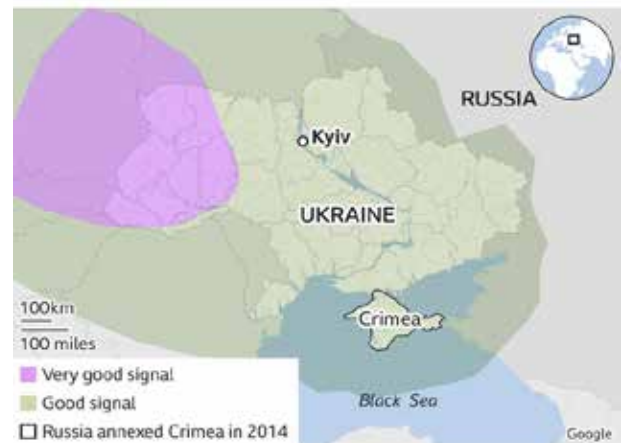 RUSSIA
Kyiv
UKRAINE
Crimea
100km
100 miles
Very good signal
Good signal
Black Sea
Russia annexed Crimea in 2014
Google